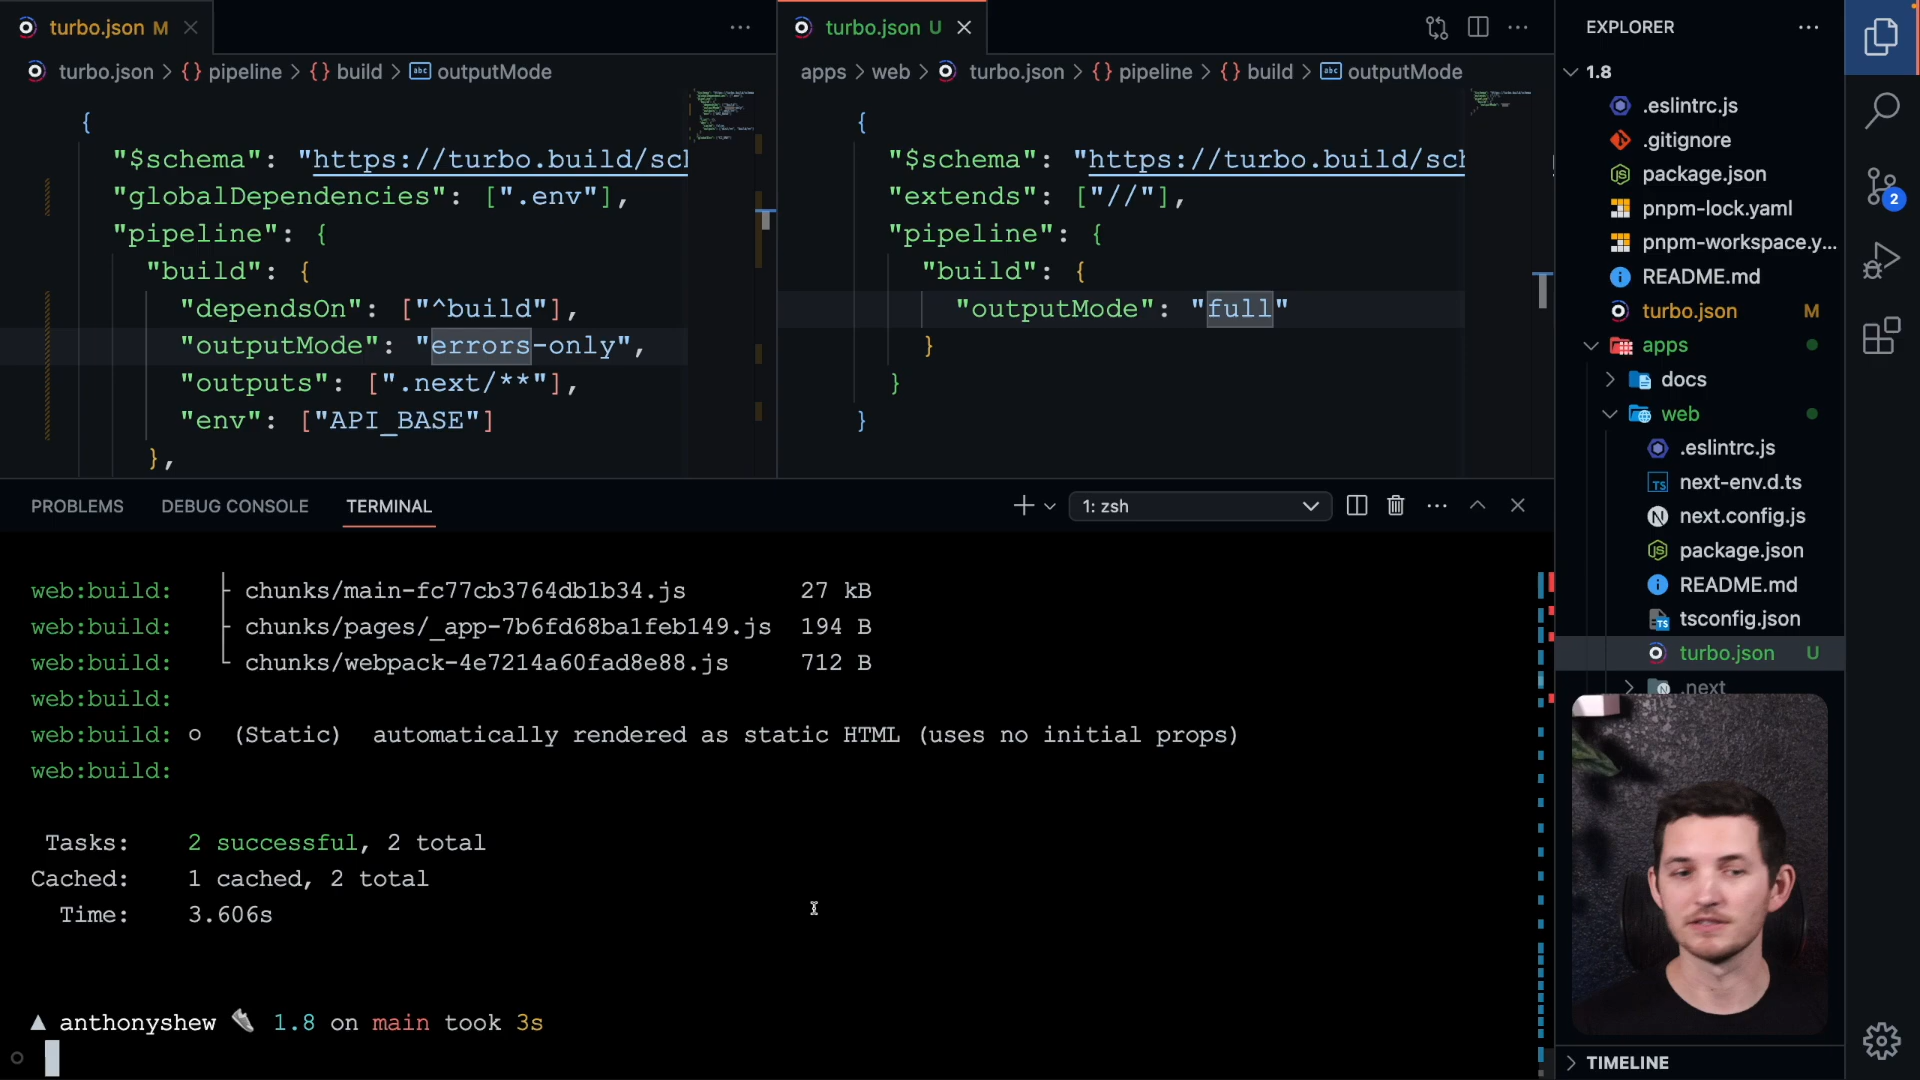 turbo.json M
turbo.json > {} pipeline > {} build > outputMode
{
"$schema": "https://turbo.build/sch
"globalDependencies": [".env"],
"pipeline": {
"build": {
"dependsOn": ["^build"],
"outputMode": "errors-only",
"outputs": [".next/**"],
"env": ["API_BASE"]
},
turbo.json U
apps > web > turbo.json > {} pipeline > {} build > outputMode
{
"$schema": "https://turbo.build/sch
"extends": ["//"],
"pipeline": {
"build": {
"outputMode": "full"
}
}
}
PROBLEMS DEBUG CONSOLE TERMINAL
1: zsh
web:build: ├ chunks/main-fc77cb3764db1b34.js 27 kB
web:build: ├ chunks/pages/_app-7b6fd68ba1feb149.js 194 B
web:build: └ chunks/webpack-4e7214a60fad8e88.js 712 B
web:build:
web:build: ○ (Static) automatically rendered as static HTML (uses no initial props)
web:build:
Tasks: 2 successful, 2 total
Cached: 1 cached, 2 total
Time: 3.606s
▲ anthonyshew 1.8 on main took 3s
EXPLORER
1.8
.eslintrc.js
.gitignore
package.json
pnpm-lock.yaml
pnpm-workspace.y...
README.md
turbo.json M
apps
docs
web
.eslintrc.js
next-env.d.ts
next.config.js
package.json
README.md
tsconfig.json
turbo.json U
.next
TIMELINE
2